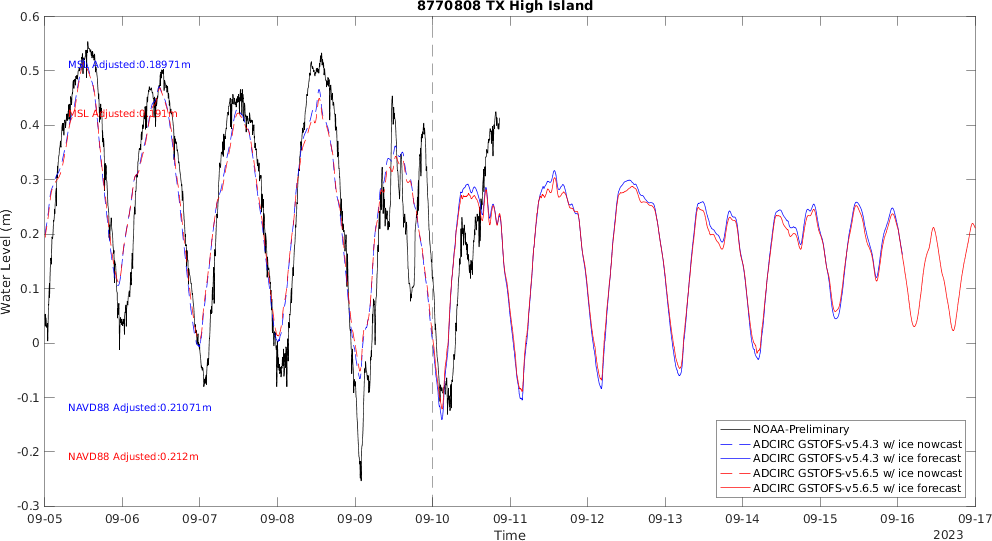 8770808 TX High Island
0.6
0.5
0.4
0.3
0.2
0.1
0
-0.1
-0.2
-0.3
Water Level (m)
MSL Adjusted:0.18971m
MSL Adjusted:0.191m
NAVD88 Adjusted:0.21071m
NAVD88 Adjusted:0.212m
NOAA-Preliminary
ADCIRC GSTOFS-v5.4.3 w/ ice nowcast
ADCIRC GSTOFS-v5.4.3 w/ ice forecast
ADCIRC GSTOFS-v5.6.5 w/ ice nowcast
ADCIRC GSTOFS-v5.6.5 w/ ice forecast
09-05 09-06 09-07 09-08 09-09 09-10 09-11 09-12 09-13 09-14 09-15 09-16 09-17
Time
2023